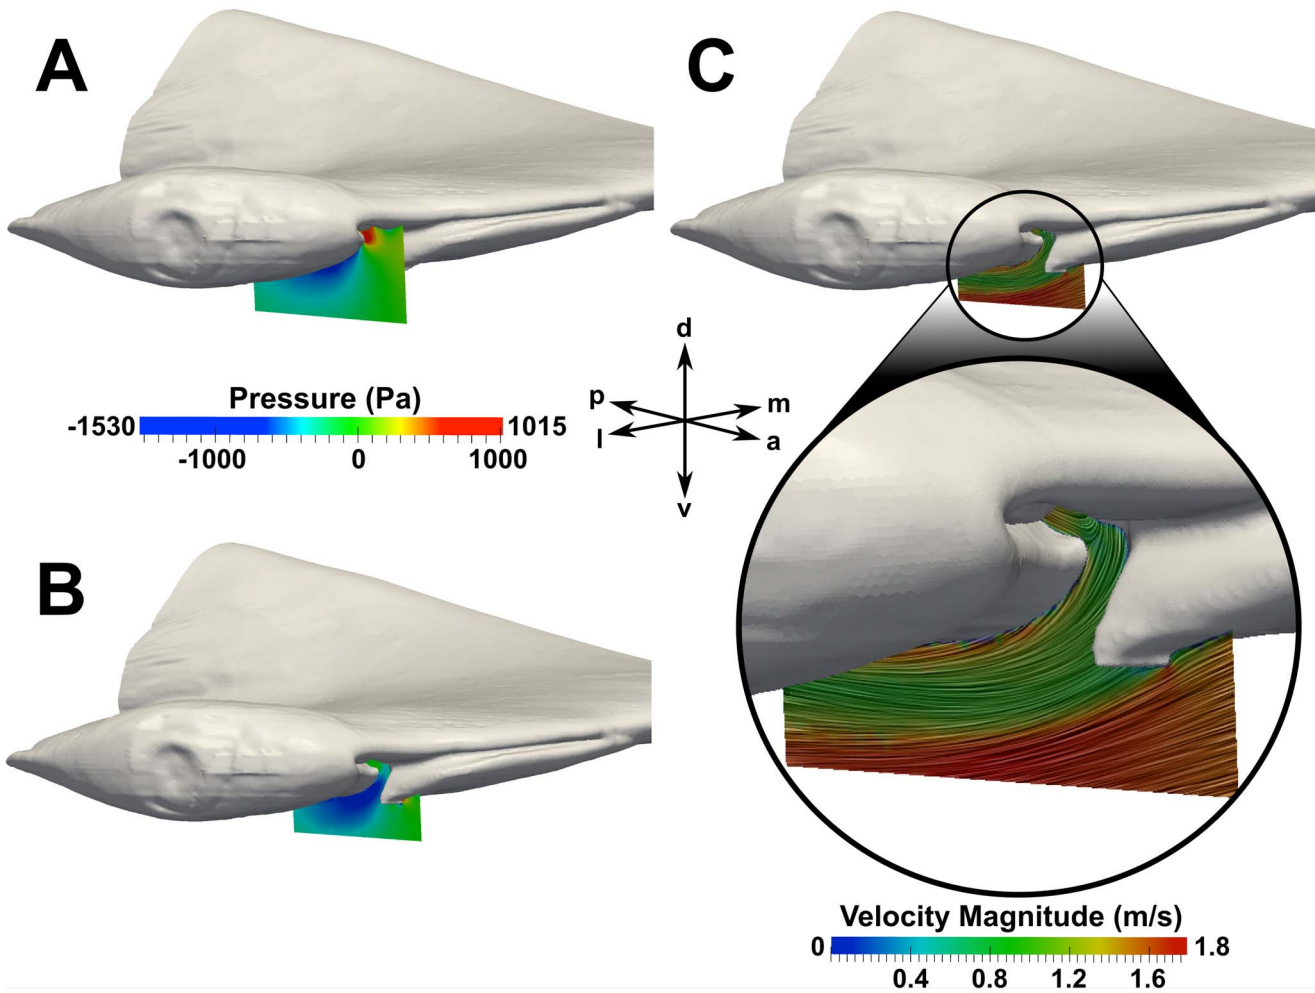 A
C
Pressure (Pa)
-1530
1015
-1000
0
1000
d
p
m
l
a
v
B
Velocity Magnitude (m/s)
0
1.8
0.4
0.8
1.2
1.6